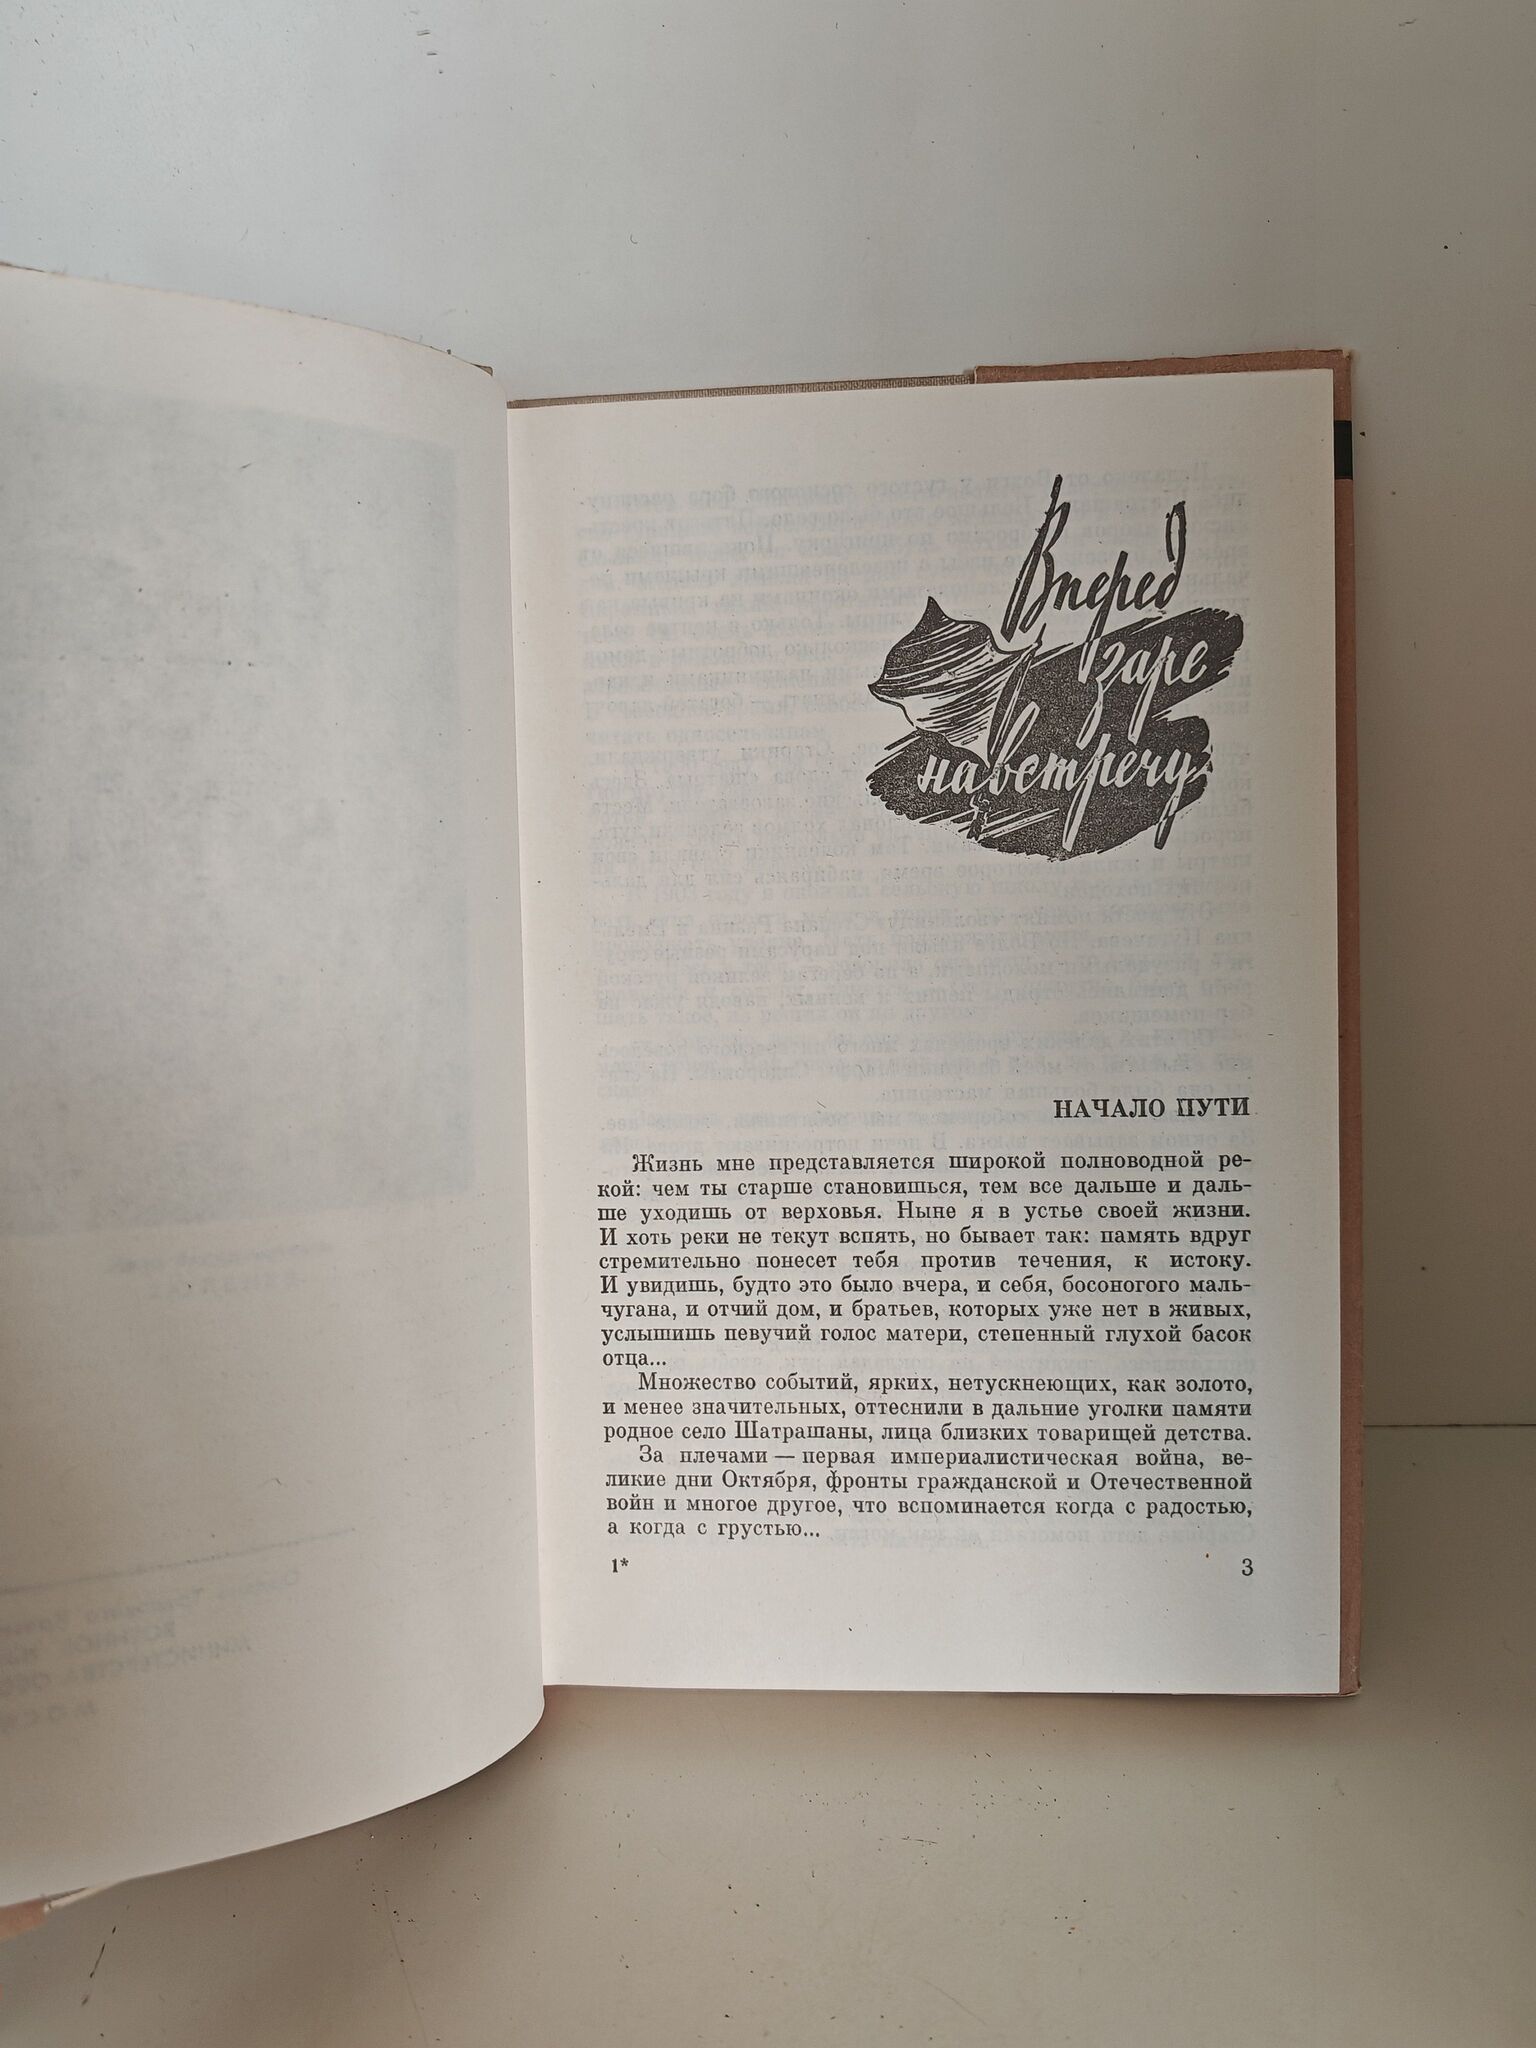 Вперед
заре
навстречу
НАЧАЛО ПУТИ
Жизнь мне представляется широкой полноводной ре-
кой: чем ты старше становишься, тем все дальше и даль-
ше уходишь от верховья. Ныне я в устье своей жизни.
И хоть реки не текут вспять, но бывает так: память вдруг
стремительно понесет тебя против течения, к истоку.
И увидишь, будто это было вчера, и себя, босоногого маль-
чугана, и отчий дом, и братьев, которых уже нет в живых,
услышишь певучий голос матери, степенный глухой басок
отца...
Множество событий, ярких, нетускнеющих, как золото,
и менее значительных, оттеснили в дальние уголки памяти
родное село Шатрашаны, лица близких товарищей детства.
За плечами — первая империалистическая война, ве-
ликие дни Октября, фронты гражданской и Отечественной
войн и многое другое, что вспоминается когда с радостью,
а когда с грустью...
1* 3